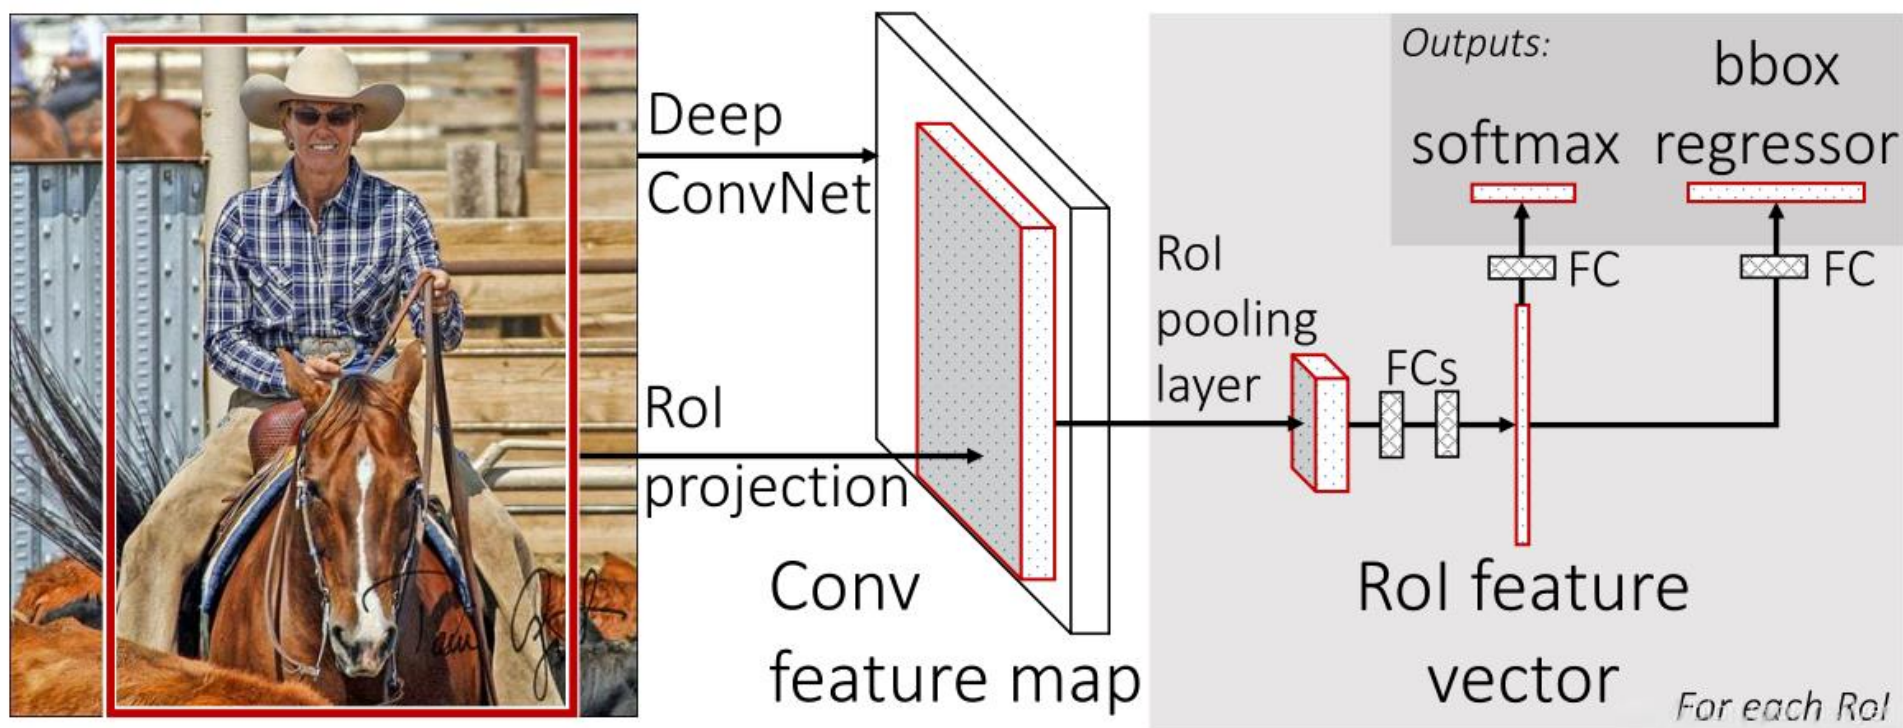 Deep
ConvNet
RoI
projection
Conv
feature map
RoI
pooling
layer
FCs
Outputs:
bbox
softmax regressor
FC
FC
RoI feature
vector
For each RoI